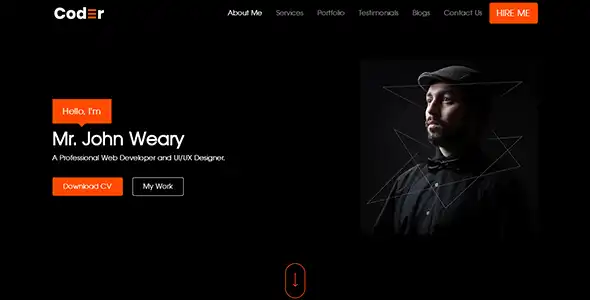 Coder
About Me
Services
Portfolio
Testimonials
Blogs
Contact Us
HIRE ME
Hello, I'm
Mr. John Weary
A Professional Web Developer and UI/UX Designer.
Download CV
My Work